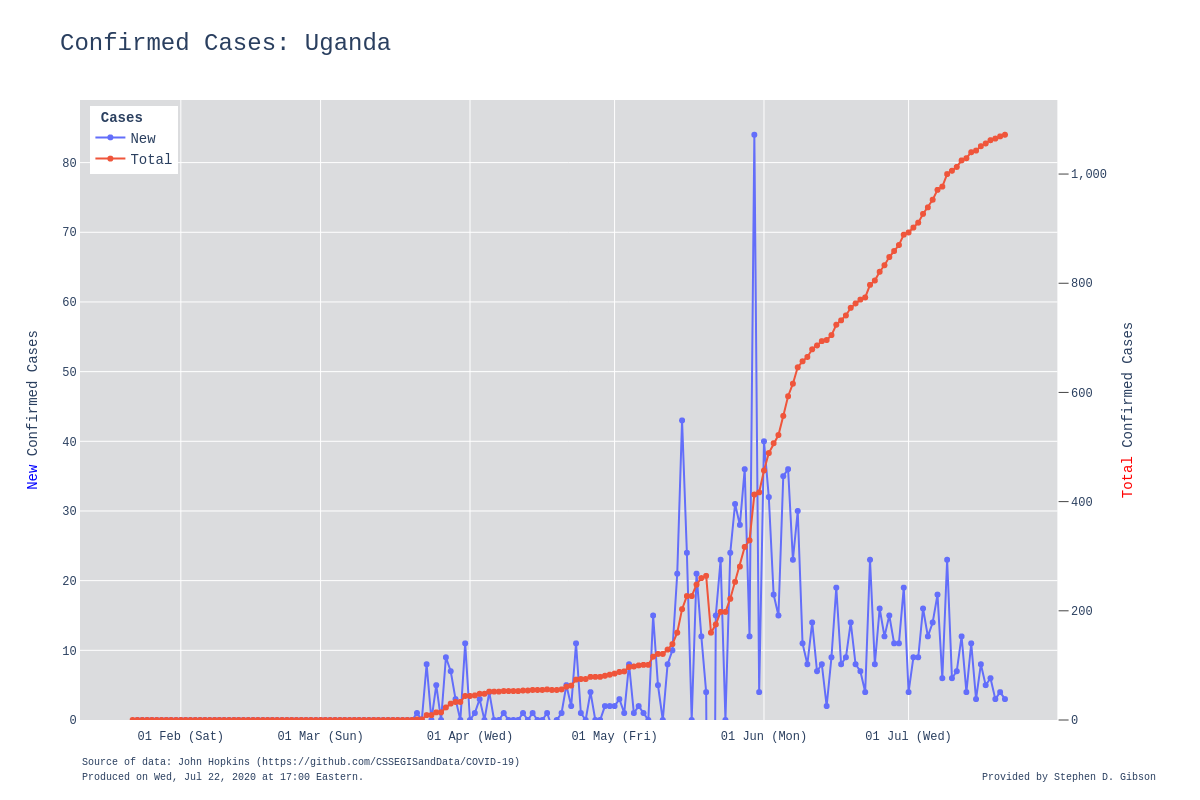 Confirmed Cases: Uganda
Cases
New
Total
80
70
60
50
40
30
20
10
0
New Confirmed Cases
1,000
800
600
400
200
0
Total Confirmed Cases
01 Feb (Sat) 01 Mar (Sun) 01 Apr (Wed) 01 May (Fri) 01 Jun (Mon) 01 Jul (Wed)
Source of data: John Hopkins (https://github.com/CSSEGISandData/COVID-19)
Produced on Wed, Jul 22, 2020 at 17:00 Eastern.
Provided by Stephen D. Gibson